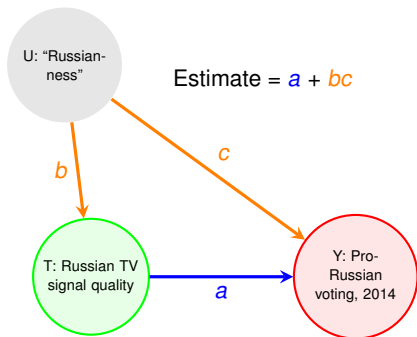 U: “Russian-
ness”
Estimate = a + bc
b
c
T: Russian TV
signal quality
a
Y: Pro-
Russian
voting, 2014